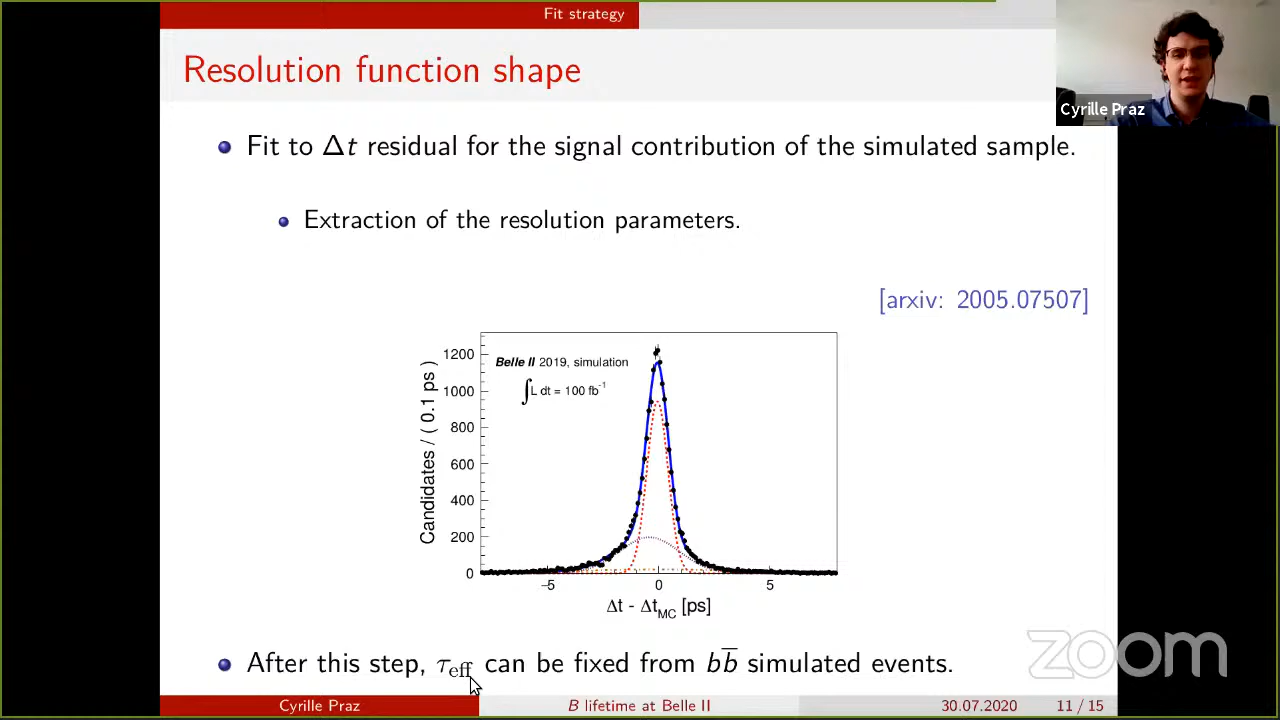 Fit strategy
Resolution function shape
Cyrille Praz
Fit to Δt residual for the signal contribution of the simulated sample.
Extraction of the resolution parameters.
[arxiv: 2005.07507]
Candidates / ( 0.1 ps )
1200
1000
800
600
400
200
0
Belle II 2019, simulation
∫L dt = 100 fb⁻¹
−5
0
5
Δt - Δt_MC [ps]
After this step, τ_eff can be fixed from bb̅ simulated events.
zoom
Cyrille Praz
B lifetime at Belle II
30.07.2020
11 / 15